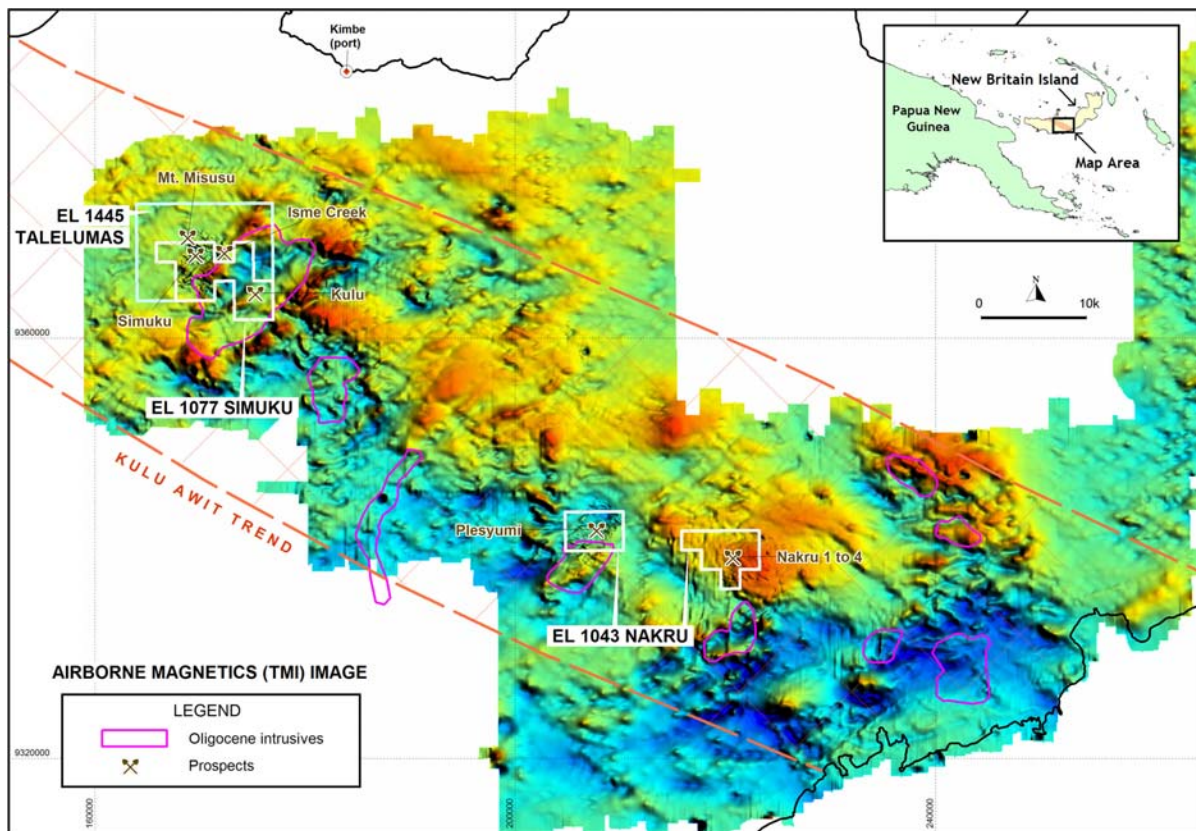 Kimbe
(port)
New Britain Island
Papua New
Guinea
Map Area
Mt. Misusu
EL 1445
TALELUMAS
Isme Creek
N
0 10k
Simuku
Kulu
9360000
EL 1077 SIMUKU
KULU AWIT TREND
Plesyumi
Nakru 1 to 4
EL 1043 NAKRU
AIRBORNE MAGNETICS (TMI) IMAGE
LEGEND
Oligocene intrusives
Prospects
9320000
1600000
200000
240000